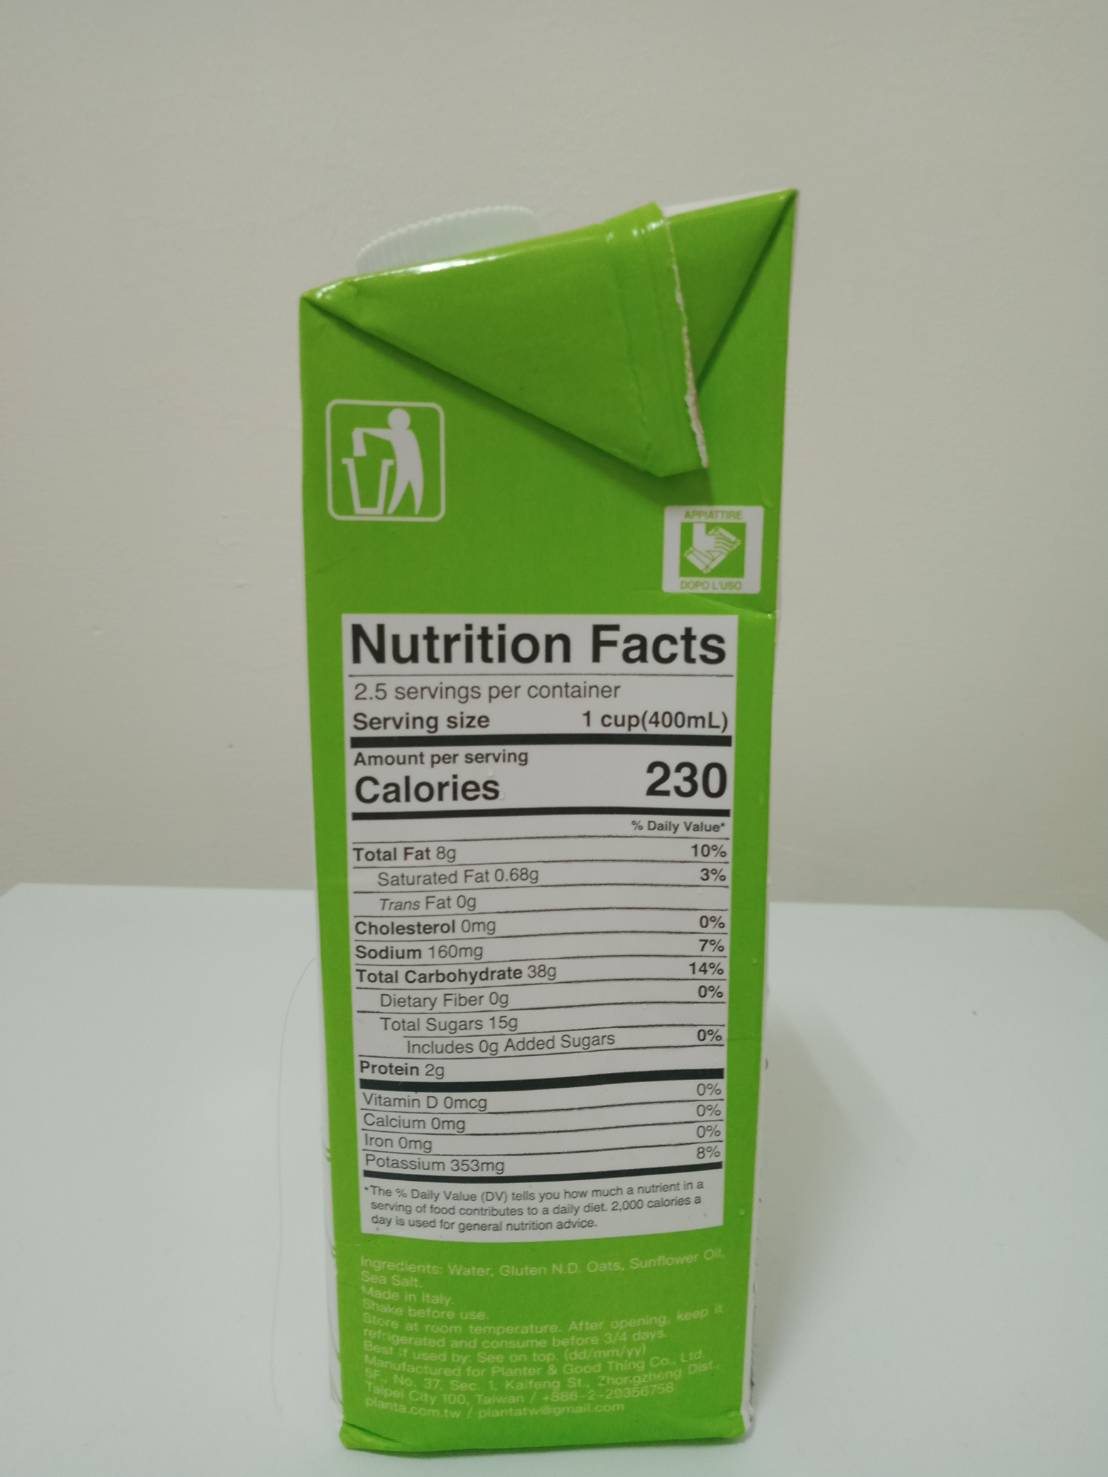 APPIATTIRE
DOPO L'USO
Nutrition Facts
2.5 servings per container
Serving size 1 cup(400mL)
Amount per serving
Calories 230
% Daily Value*
Total Fat 8g 10%
Saturated Fat 0.68g 3%
Trans Fat 0g
Cholesterol 0mg 0%
Sodium 160mg 7%
Total Carbohydrate 38g 14%
Dietary Fiber 0g 0%
Total Sugars 15g
Includes 0g Added Sugars 0%
Protein 2g
Vitamin D 0mcg 0%
Calcium 0mg 0%
Iron 0mg 0%
Potassium 353mg 8%
*The % Daily Value (DV) tells you how much a nutrient in a
serving of food contributes to a daily diet. 2,000 calories a
day is used for general nutrition advice.
Ingredients: Water, Gluten N.D. Oats, Sunflower Oil,
Sea Salt.
Made in Italy.
Shake before use.
Store at room temperature. After opening, keep it
refrigerated and consume before 3/4 days.
Best if used by: See on top. (dd/mm/yy)
Manufactured for Planter & Good Thing Co., Ltd.
5F., No. 37, Sec. 1, Kaifeng St., Zhongzheng Dist.,
Taipei City 100, Taiwan / +886-2-29356758
planta.com.tw / plantatw@gmail.com